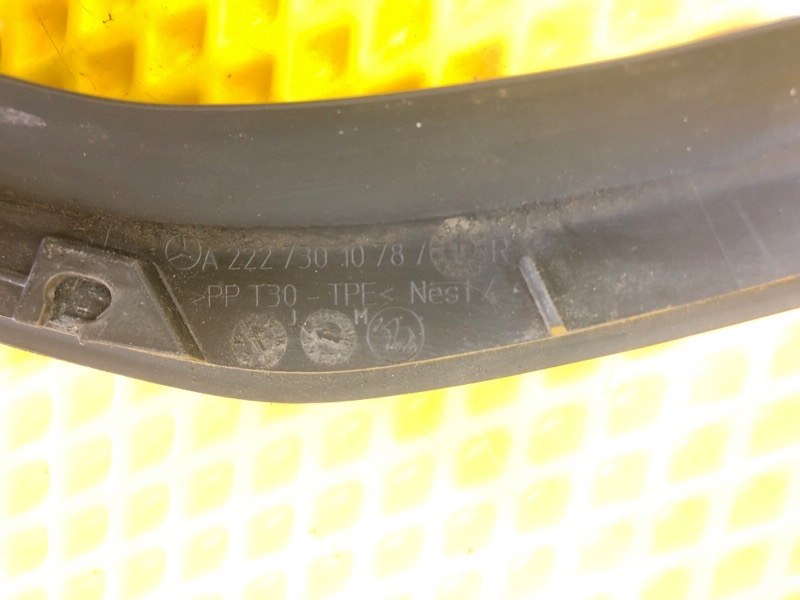 A 222 730 10 78
R
>PP T30 - TPE< Nest 4
J M